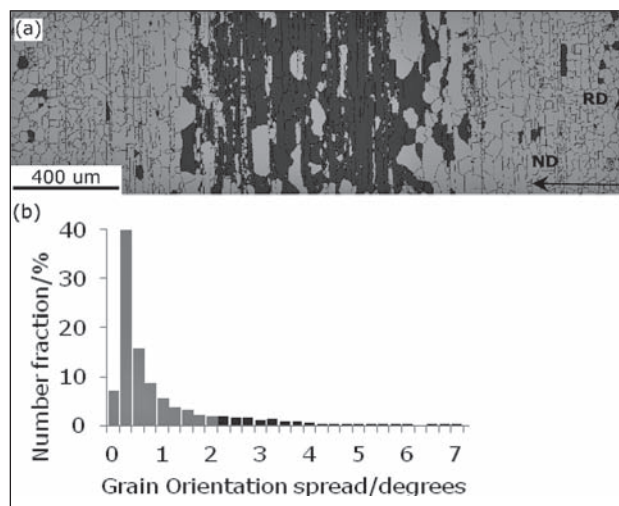 (a)
RD
ND
400 um
(b)
40
30
20
10
0
Number fraction/%
0 1 2 3 4 5 6 7
Grain Orientation spread/degrees